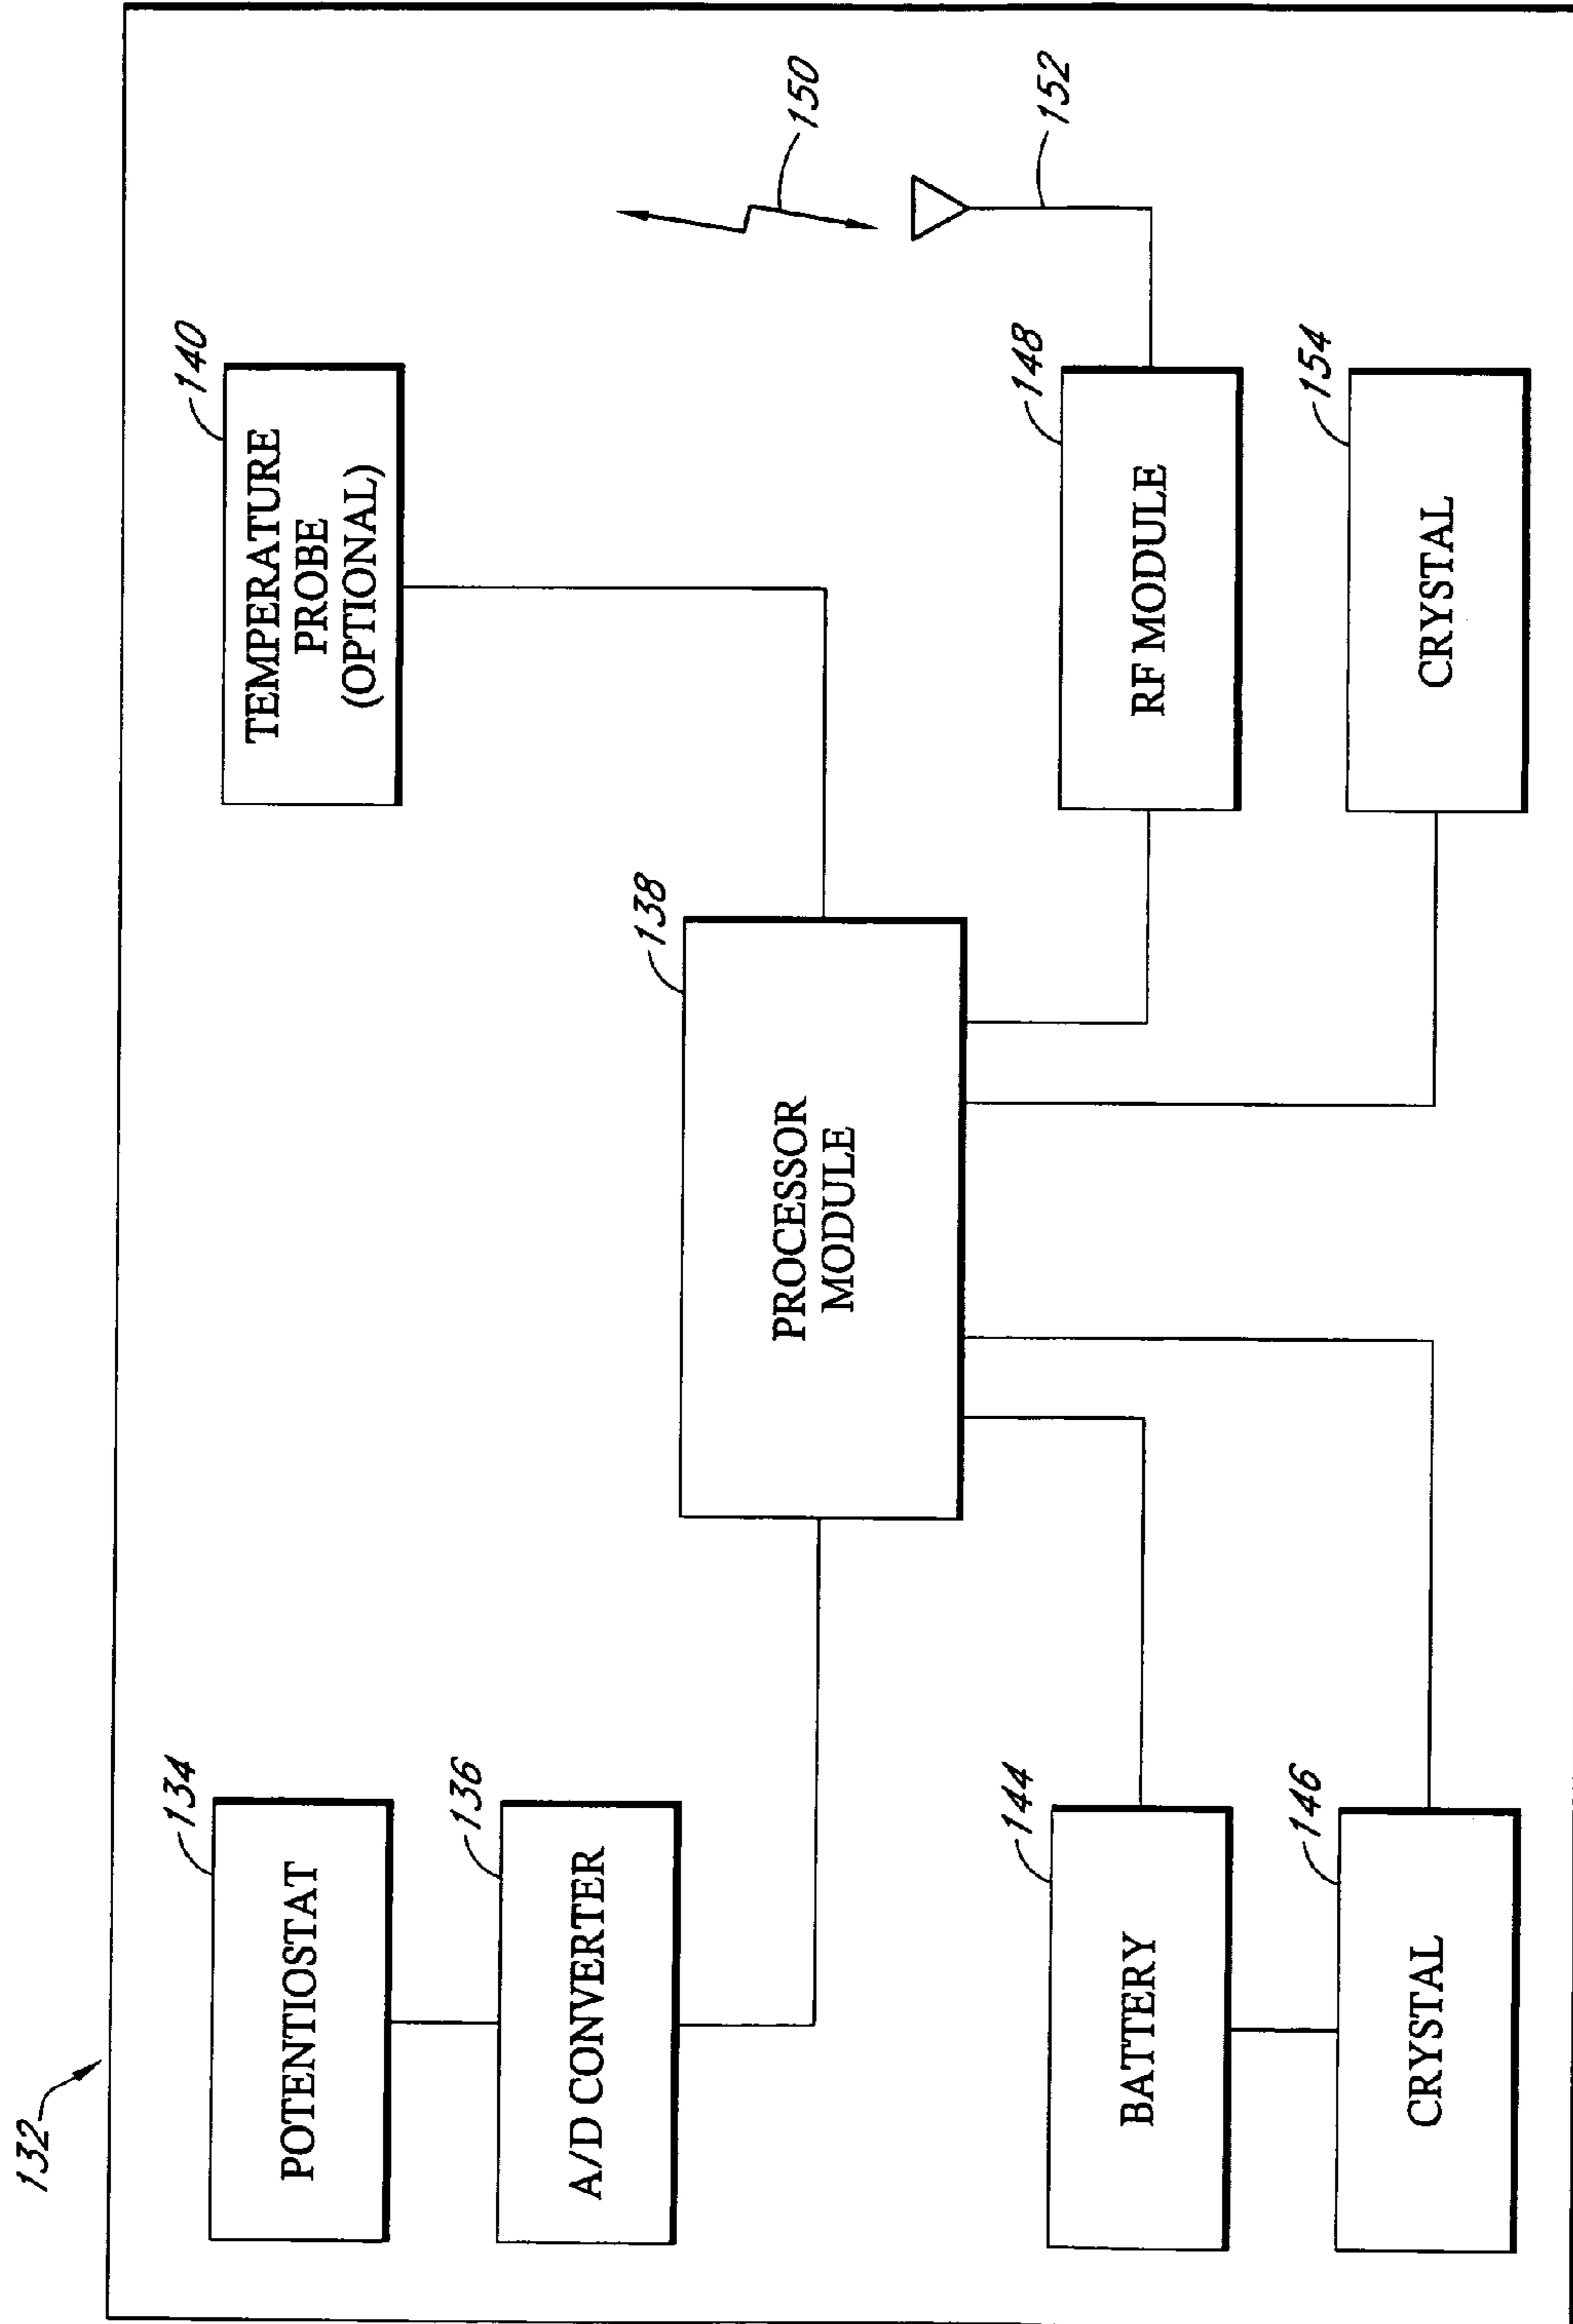 132
134
POTENTIOSTAT
136
A/D CONVERTER
138
PROCESSOR
MODULE
140
TEMPERATURE
PROBE
(OPTIONAL)
150
152
144
BATTERY
146
CRYSTAL
148
RF MODULE
154
CRYSTAL